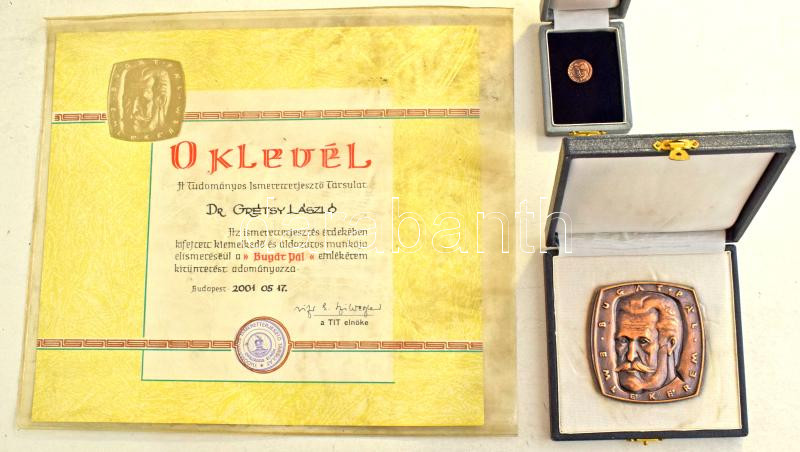 OKLEVÉL
A Tudományos Ismeretterjesztő Társulat
DR. GRÉTSY LÁSZLÓ
Az ismeretterjesztés érdekében
kifejtett kiemelkedő és áldozatos munkája
elismeréséül a » Bugát Pál « emlékérem
kitüntetést adományozza.
Budapest 2001 05 17.
a TIT elnöke
BUGÁT PÁL
EMLÉKÉREM